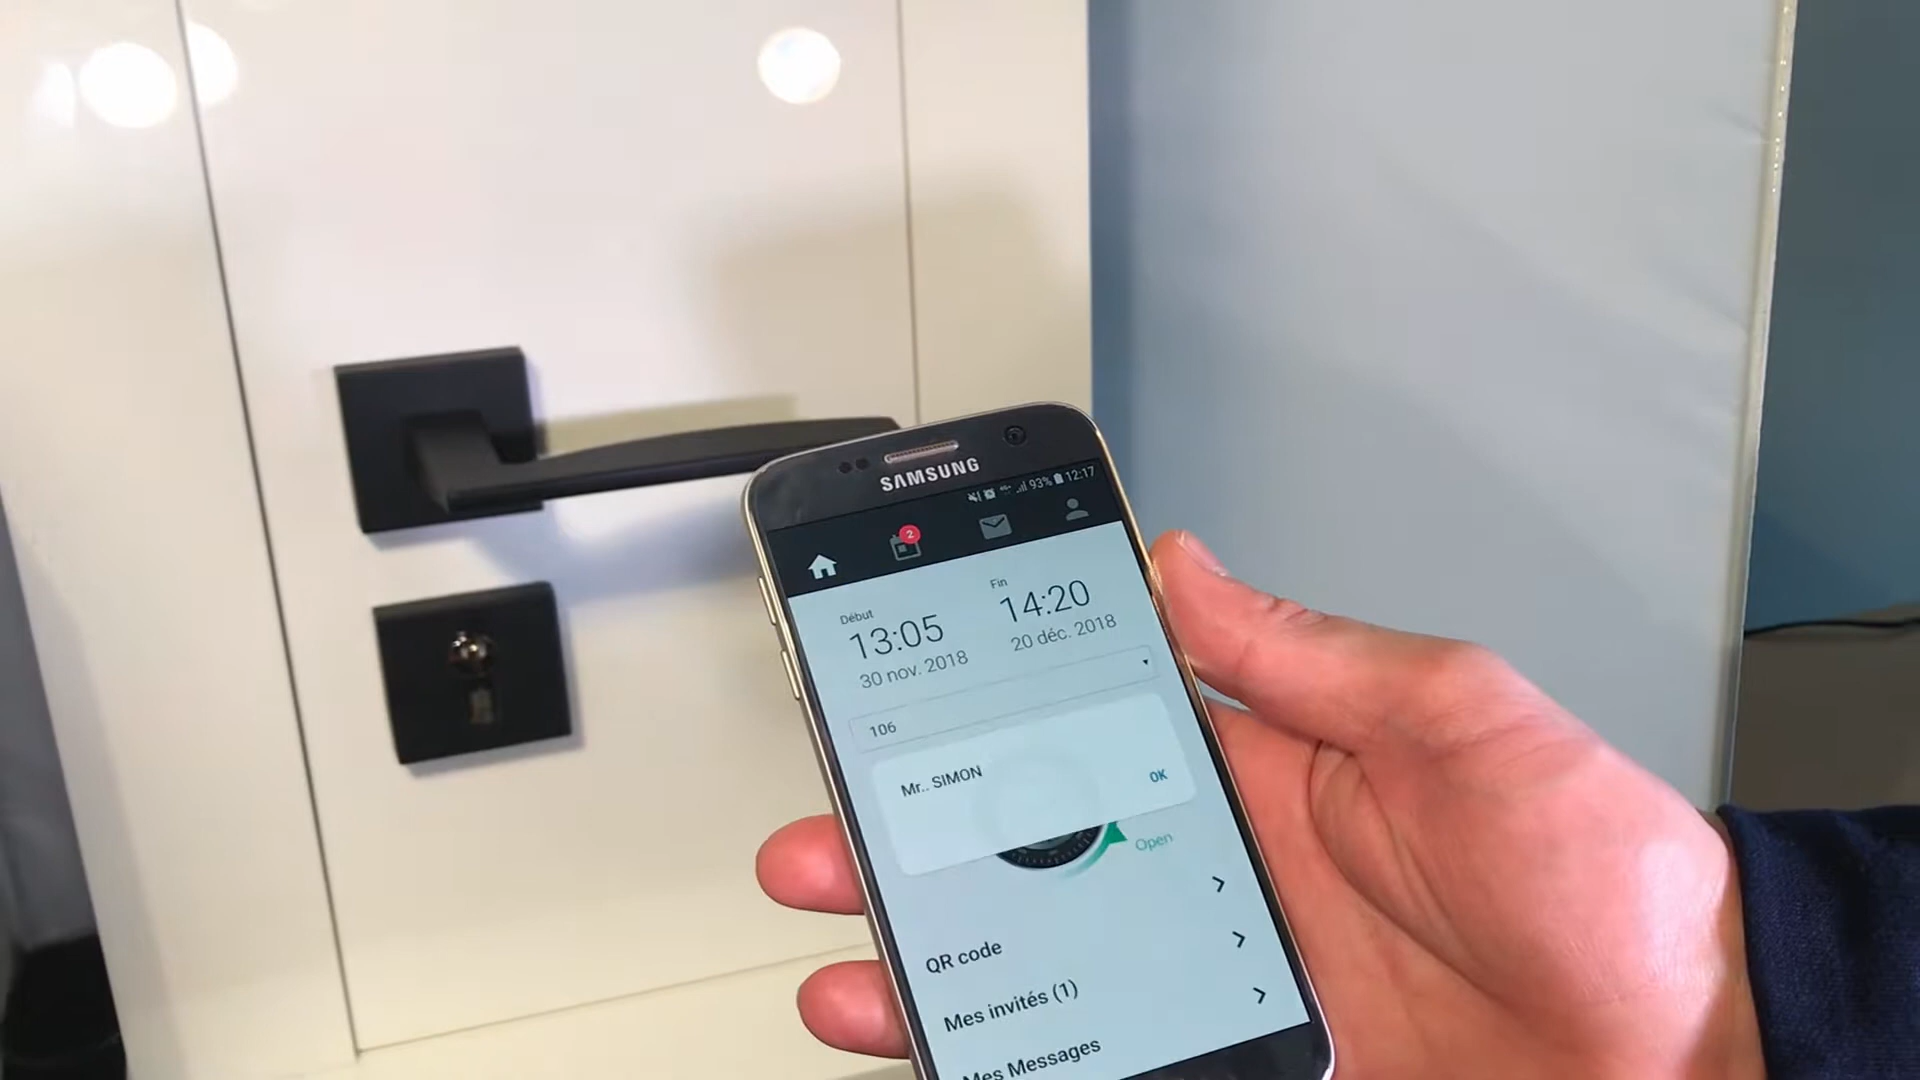 SAMSUNG
93% 12:17
2
Début
13:05
30 nov. 2018
Fin
14:20
20 déc. 2018
106
Mr.. SIMON
OK
Open
QR code
Mes invités (1)
Mes Messages